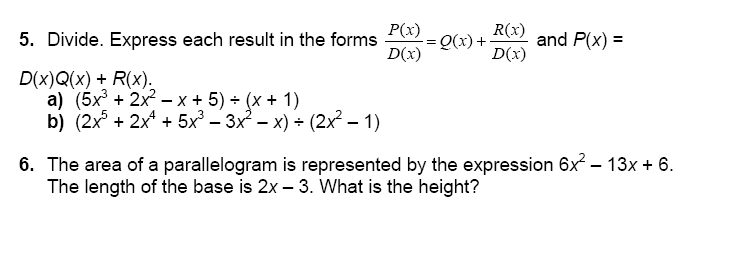 5. Divide. Express each result in the forms P(x)/D(x) = Q(x) + R(x)/D(x) and P(x) =
D(x)Q(x) + R(x).
a) (5x³ + 2x² – x + 5) ÷ (x + 1)
b) (2x⁵ + 2x⁴ + 5x³ – 3x² – x) ÷ (2x² – 1)
6. The area of a parallelogram is represented by the expression 6x² – 13x + 6.
The length of the base is 2x – 3. What is the height?